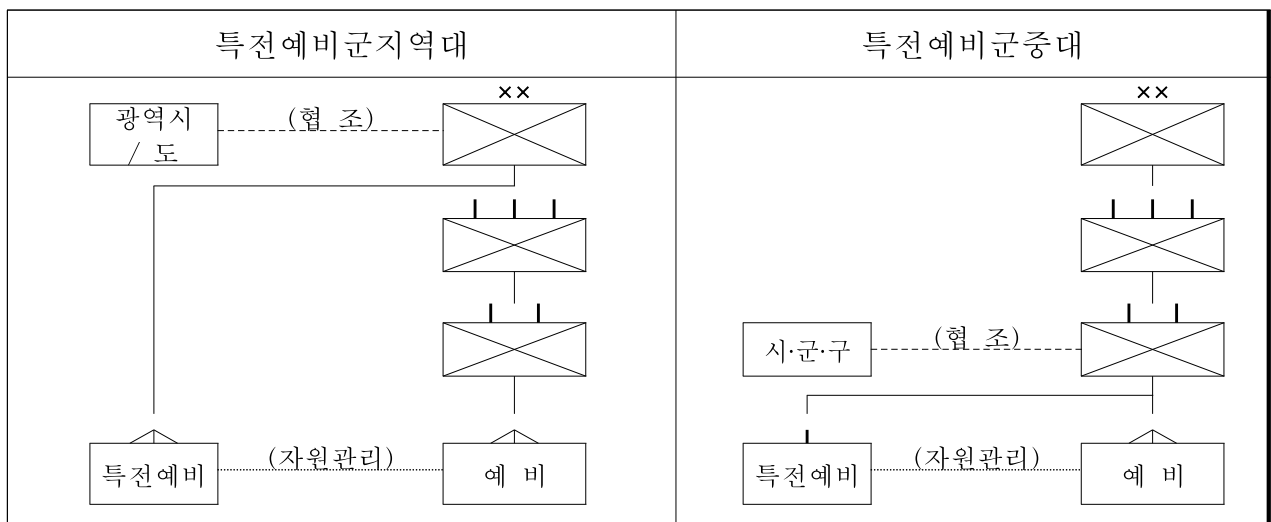 특전예비군지역대
특전예비군중대
××
광역시
/ 도
(협 조)
××
시·군·구
(협 조)
특전예비
(자원관리)
예 비
특전예비
(자원관리)
예 비